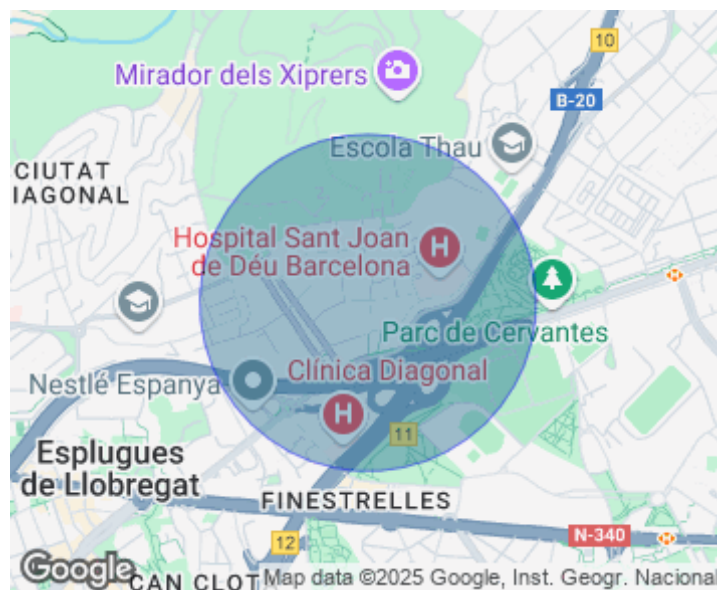 10
Mirador dels Xiprers
B-20
Escola Thau
CIUTAT
IAGONAL
Hospital Sant Joan
de Déu Barcelona
H
Parc de Cervantes
Clínica Diagonal
Nestlé Espanya
H
11
Esplugues
de Llobregat
FINESTRELLES
12
N-340
Google
CAN CLOT
Map data ©2025 Google, Inst. Geogr. Nacional